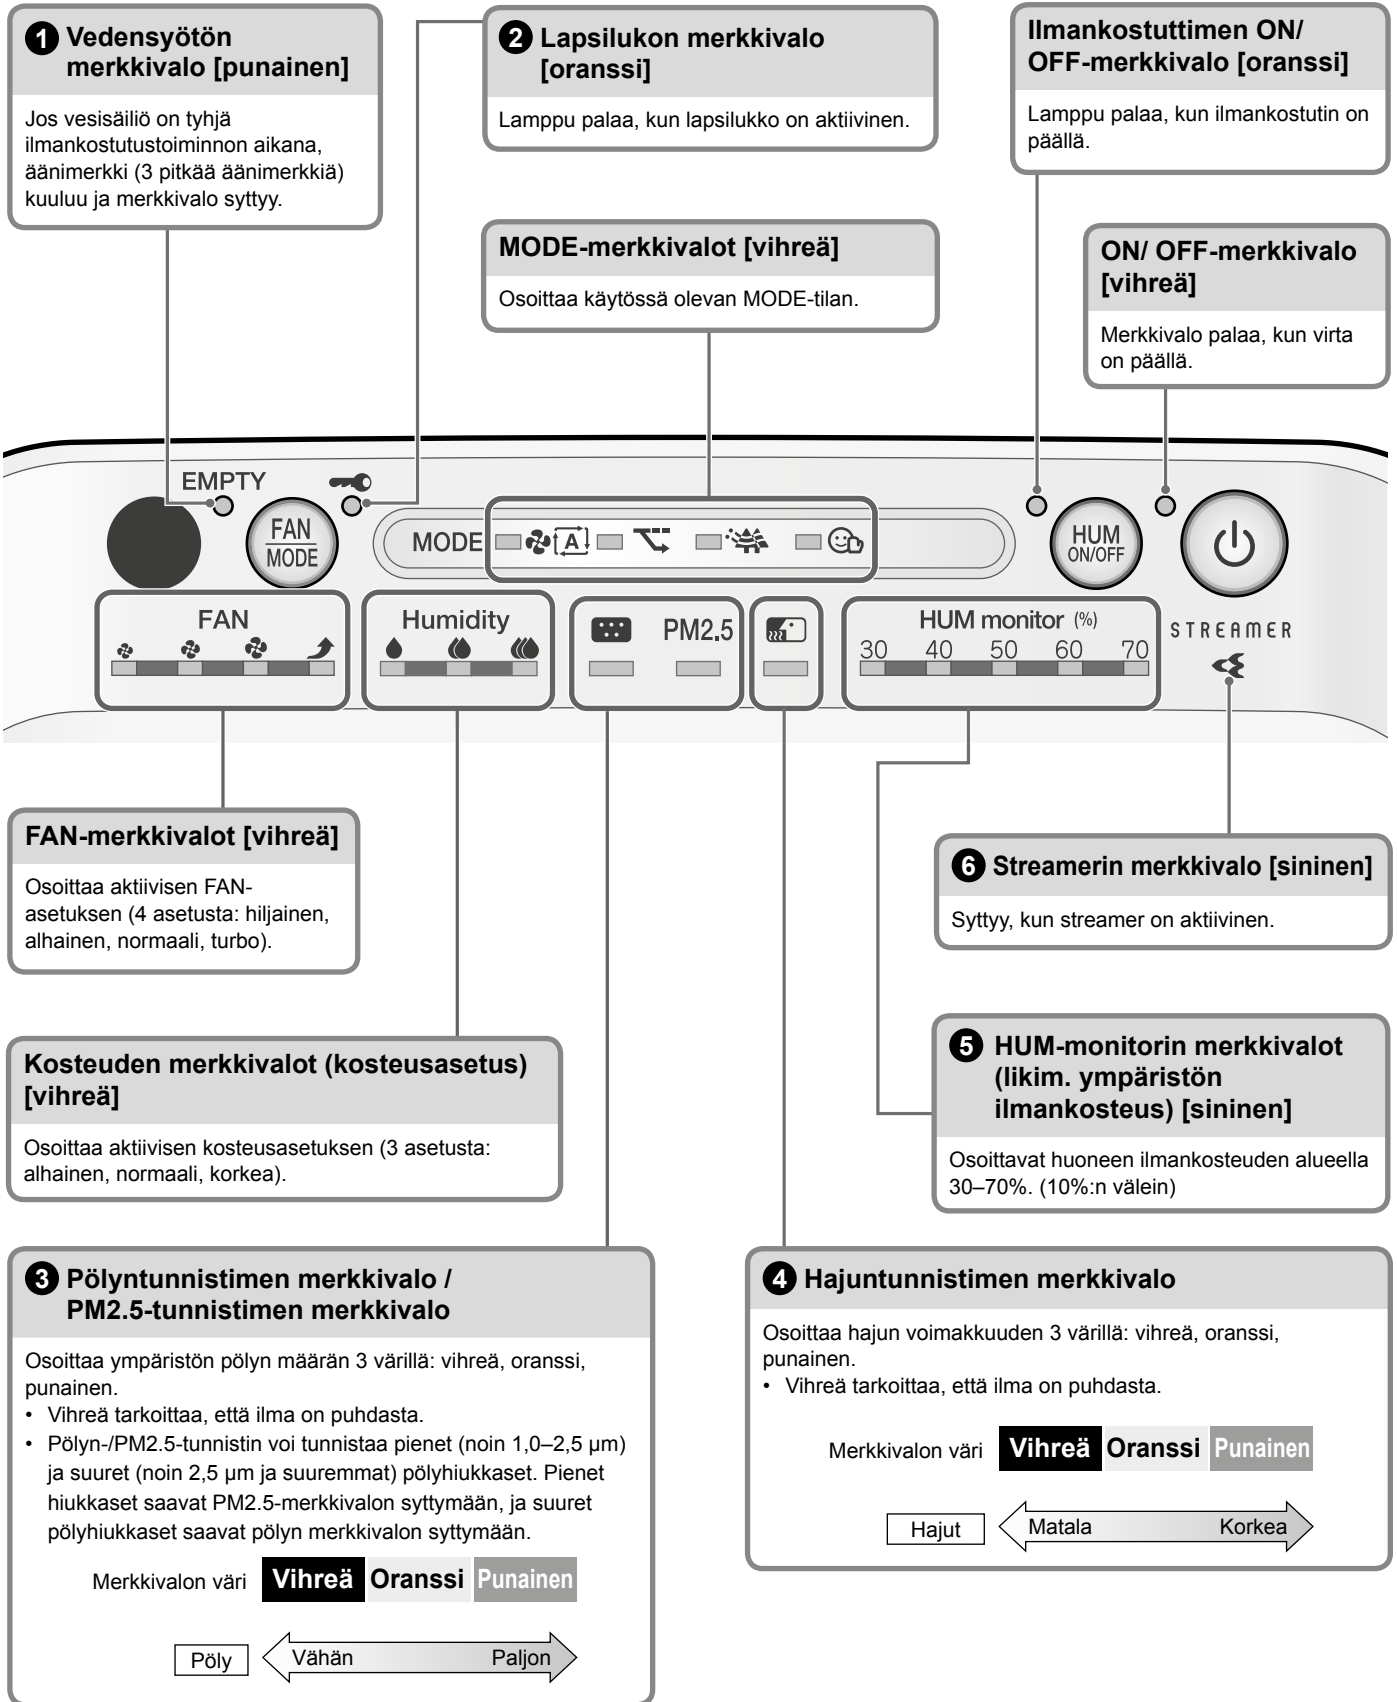 1 Vedensyötön
merkkivalo [punainen]
Jos vesisäiliö on tyhjä
ilmankostutustoiminnon aikana,
äänimerkki (3 pitkää äänimerkkiä)
kuuluu ja merkkivalo syttyy.
2 Lapsilukon merkkivalo
[oranssi]
Lamppu palaa, kun lapsilukko on aktiivinen.
Ilmankostuttimen ON/
OFF-merkkivalo [oranssi]
Lamppu palaa, kun ilmankostutin on
päällä.
MODE-merkkivalot [vihreä]
Osoittaa käytössä olevan MODE-tilan.
ON/ OFF-merkkivalo
[vihreä]
Merkkivalo palaa, kun virta
on päällä.
EMPTY
FAN
MODE
MODE
A
HUM
ON/OFF
FAN
Humidity
PM2.5
HUM monitor (%)
30 40 50 60 70
STREAMER
FAN-merkkivalot [vihreä]
Osoittaa aktiivisen FAN-
asetuksen (4 asetusta: hiljainen,
alhainen, normaali, turbo).
6 Streamerin merkkivalo [sininen]
Syttyy, kun streamer on aktiivinen.
Kosteuden merkkivalot (kosteusasetus)
[vihreä]
Osoittaa aktiivisen kosteusasetuksen (3 asetusta:
alhainen, normaali, korkea).
5 HUM-monitorin merkkivalot
(likim. ympäristön
ilmankosteus) [sininen]
Osoittavat huoneen ilmankosteuden alueella
30–70%. (10%:n välein)
3 Pölyntunnistimen merkkivalo /
PM2.5-tunnistimen merkkivalo
Osoittaa ympäristön pölyn määrän 3 värillä: vihreä, oranssi,
punainen.
• Vihreä tarkoittaa, että ilma on puhdasta.
• Pölyn-/PM2.5-tunnistin voi tunnistaa pienet (noin 1,0–2,5 µm)
ja suuret (noin 2,5 µm ja suuremmat) pölyhiukkaset. Pienet
hiukkaset saavat PM2.5-merkkivalon syttymään, ja suuret
pölyhiukkaset saavat pölyn merkkivalon syttymään.
Merkkivalon väri Vihreä Oranssi Punainen
Pöly Vähän Paljon
4 Hajuntunnistimen merkkivalo
Osoittaa hajun voimakkuuden 3 värillä: vihreä, oranssi,
punainen.
• Vihreä tarkoittaa, että ilma on puhdasta.
Merkkivalon väri Vihreä Oranssi Punainen
Hajut Matala Korkea